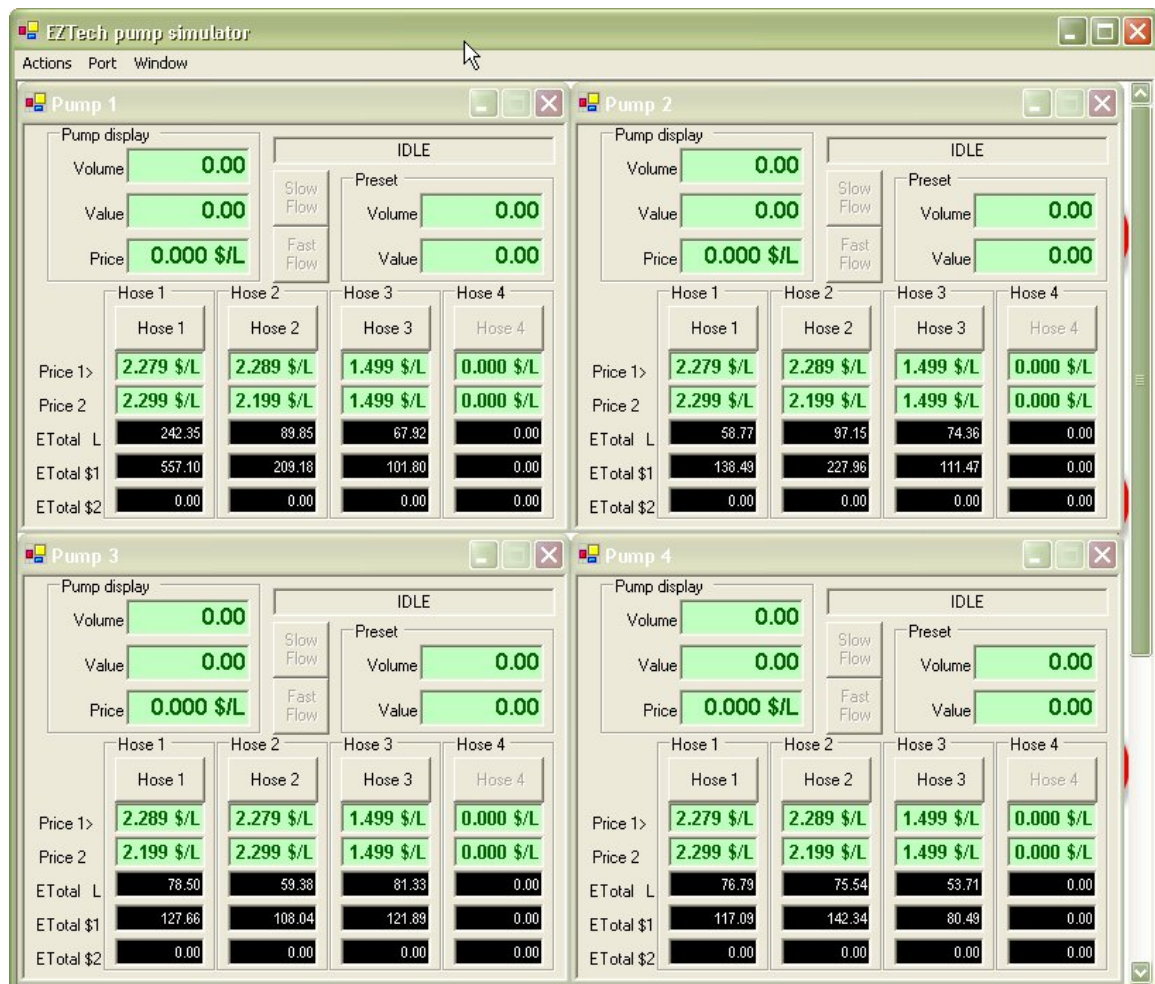 EZTech pump simulator
Actions Port Window
Pump 1
Pump display
Volume 0.00
Value 0.00
Price 0.000 $/L
IDLE
Slow Flow
Fast Flow
Preset
Volume 0.00
Value 0.00
Hose 1 Hose 2 Hose 3 Hose 4
Hose 1 Hose 2 Hose 3 Hose 4
Price 1> 2.279 $/L 2.289 $/L 1.499 $/L 0.000 $/L
Price 2 2.299 $/L 2.199 $/L 1.499 $/L 0.000 $/L
ETotal L 242.35 89.85 67.92 0.00
ETotal $1 557.10 209.18 101.80 0.00
ETotal $2 0.00 0.00 0.00 0.00
Pump 2
Pump display
Volume 0.00
Value 0.00
Price 0.000 $/L
IDLE
Slow Flow
Fast Flow
Preset
Volume 0.00
Value 0.00
Hose 1 Hose 2 Hose 3 Hose 4
Hose 1 Hose 2 Hose 3 Hose 4
Price 1> 2.279 $/L 2.289 $/L 1.499 $/L 0.000 $/L
Price 2 2.299 $/L 2.199 $/L 1.499 $/L 0.000 $/L
ETotal L 58.77 97.15 74.36 0.00
ETotal $1 138.49 227.96 111.47 0.00
ETotal $2 0.00 0.00 0.00 0.00
Pump 3
Pump display
Volume 0.00
Value 0.00
Price 0.000 $/L
IDLE
Slow Flow
Fast Flow
Preset
Volume 0.00
Value 0.00
Hose 1 Hose 2 Hose 3 Hose 4
Hose 1 Hose 2 Hose 3 Hose 4
Price 1> 2.289 $/L 2.279 $/L 1.499 $/L 0.000 $/L
Price 2 2.199 $/L 2.299 $/L 1.499 $/L 0.000 $/L
ETotal L 78.50 59.38 81.33 0.00
ETotal $1 127.66 108.04 121.89 0.00
ETotal $2 0.00 0.00 0.00 0.00
Pump 4
Pump display
Volume 0.00
Value 0.00
Price 0.000 $/L
IDLE
Slow Flow
Fast Flow
Preset
Volume 0.00
Value 0.00
Hose 1 Hose 2 Hose 3 Hose 4
Hose 1 Hose 2 Hose 3 Hose 4
Price 1> 2.279 $/L 2.289 $/L 1.499 $/L 0.000 $/L
Price 2 2.299 $/L 2.199 $/L 1.499 $/L 0.000 $/L
ETotal L 76.79 75.54 53.71 0.00
ETotal $1 117.09 142.34 80.49 0.00
ETotal $2 0.00 0.00 0.00 0.00